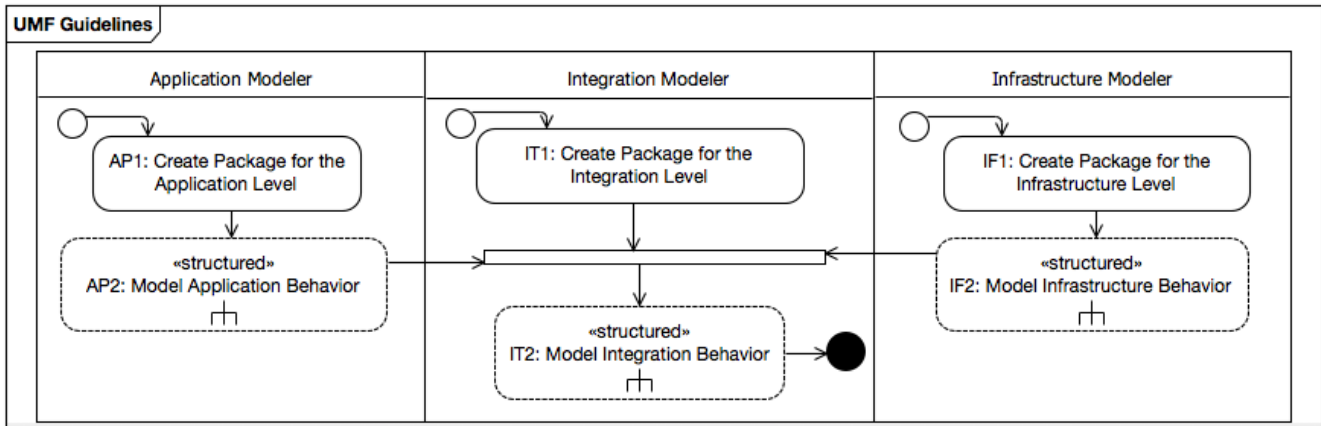 UMF Guidelines
Application Modeler
Integration Modeler
Infrastructure Modeler
AP1: Create Package for the
Application Level
IT1: Create Package for the
Integration Level
IF1: Create Package for the
Infrastructure Level
«structured»
AP2: Model Application Behavior
«structured»
IF2: Model Infrastructure Behavior
«structured»
IT2: Model Integration Behavior